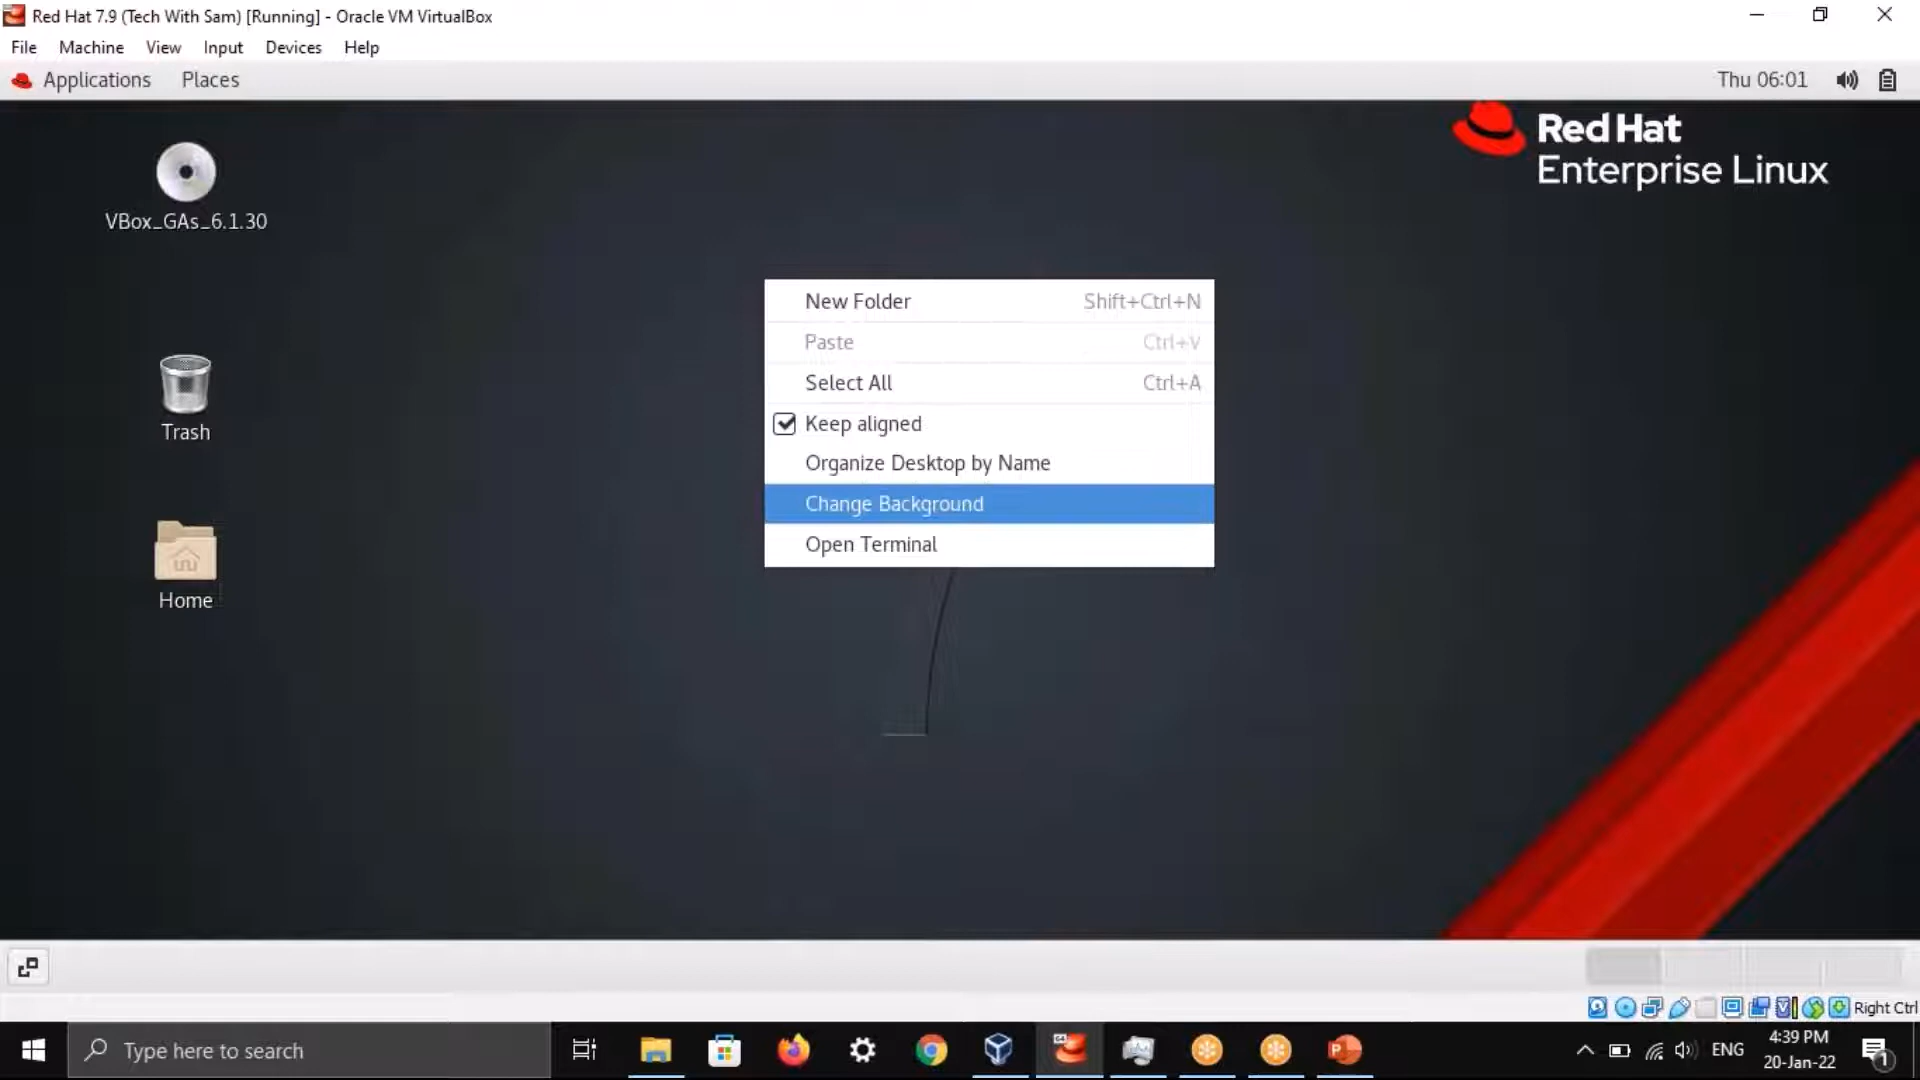 Red Hat 7.9 (Tech With Sam) [Running] - Oracle VM VirtualBox
File Machine View Input Devices Help
Applications Places Thu 06:01
Red Hat
Enterprise Linux
VBox_GAs_6.1.30
Trash
Home
New Folder Shift+Ctrl+N
Paste Ctrl+V
Select All Ctrl+A
Keep aligned
Organize Desktop by Name
Change Background
Open Terminal
Right Ctrl
Type here to search
ENG
4:39 PM
20-Jan-22
1